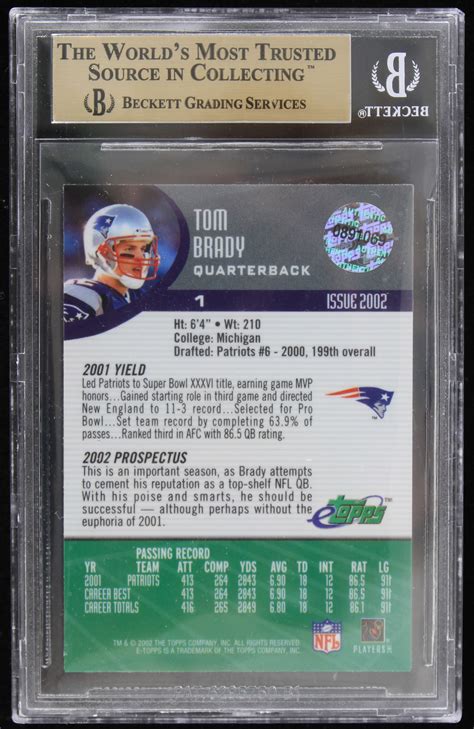 THE WORLD'S MOST TRUSTED
SOURCE IN COLLECTING™
BECKETT GRADING SERVICES
BECKETT®
TOM
BRADY
QUARTERBACK
0891069
1
ISSUE 2002
Ht: 6'4" • Wt: 210
College: Michigan
Drafted: Patriots #6 - 2000, 199th overall
2001 YIELD
Led Patriots to Super Bowl XXXVI title, earning game MVP
honors...Gained starting role in third game and directed
New England to 11-3 record...Selected for Pro
Bowl...Set team record by completing 63.9% of
passes...Ranked third in AFC with 86.5 QB rating.
2002 PROSPECTUS
This is an important season, as Brady attempts
to cement his reputation as a top-shelf NFL QB.
With his poise and smarts, he should be
successful — although perhaps without the
euphoria of 2001.
etopps™
PASSING RECORD
YR TEAM ATT COMP YDS AVG TD INT RAT LG
2001 PATRIOTS 413 264 2843 6.90 18 12 86.5 91t
CAREER BEST 413 264 2843 6.90 18 12 86.5 91t
CAREER TOTALS 416 265 2849 6.80 18 12 86.1 91t
TM & © 2002 THE TOPPS COMPANY, INC. ALL RIGHTS RESERVED.
E-TOPPS IS A TRADEMARK OF THE TOPPS COMPANY, INC.
NFL
PLAYERS